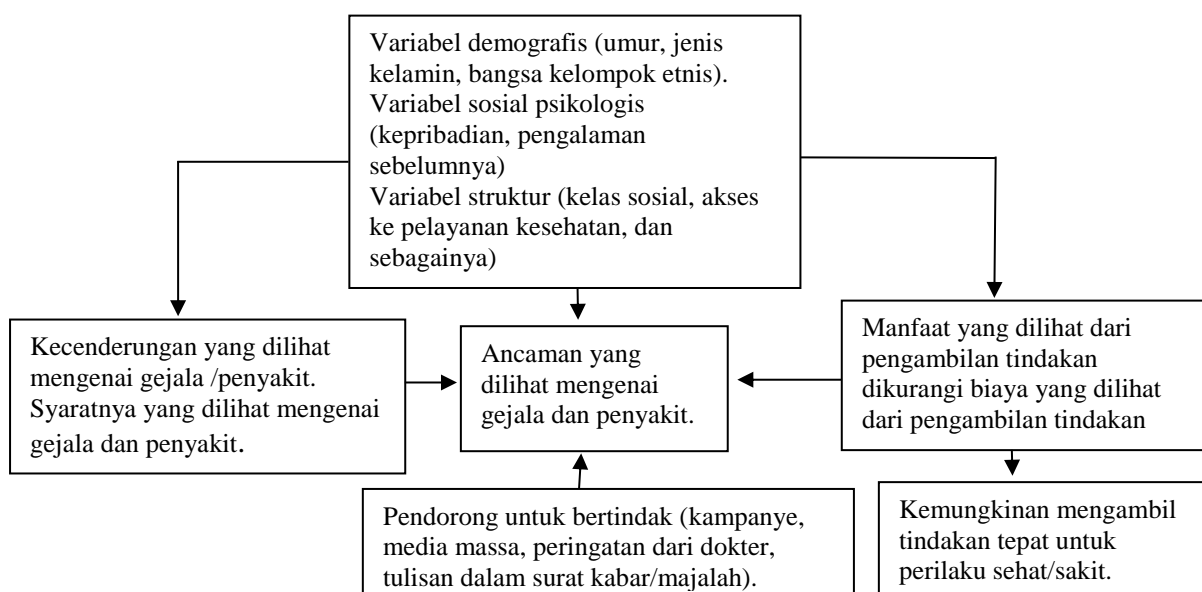 Variabel demografis (umur, jenis
kelamin, bangsa kelompok etnis).
Variabel sosial psikologis
(kepribadian, pengalaman
sebelumnya)
Variabel struktur (kelas sosial, akses
ke pelayanan kesehatan, dan
sebagainya)
Kecenderungan yang dilihat
mengenai gejala /penyakit.
Syaratnya yang dilihat mengenai
gejala dan penyakit.
Ancaman yang
dilihat mengenai
gejala dan penyakit.
Manfaat yang dilihat dari
pengambilan tindakan
dikurangi biaya yang dilihat
dari pengambilan tindakan
Pendorong untuk bertindak (kampanye,
media massa, peringatan dari dokter,
tulisan dalam surat kabar/majalah).
Kemungkinan mengambil
tindakan tepat untuk
perilaku sehat/sakit.